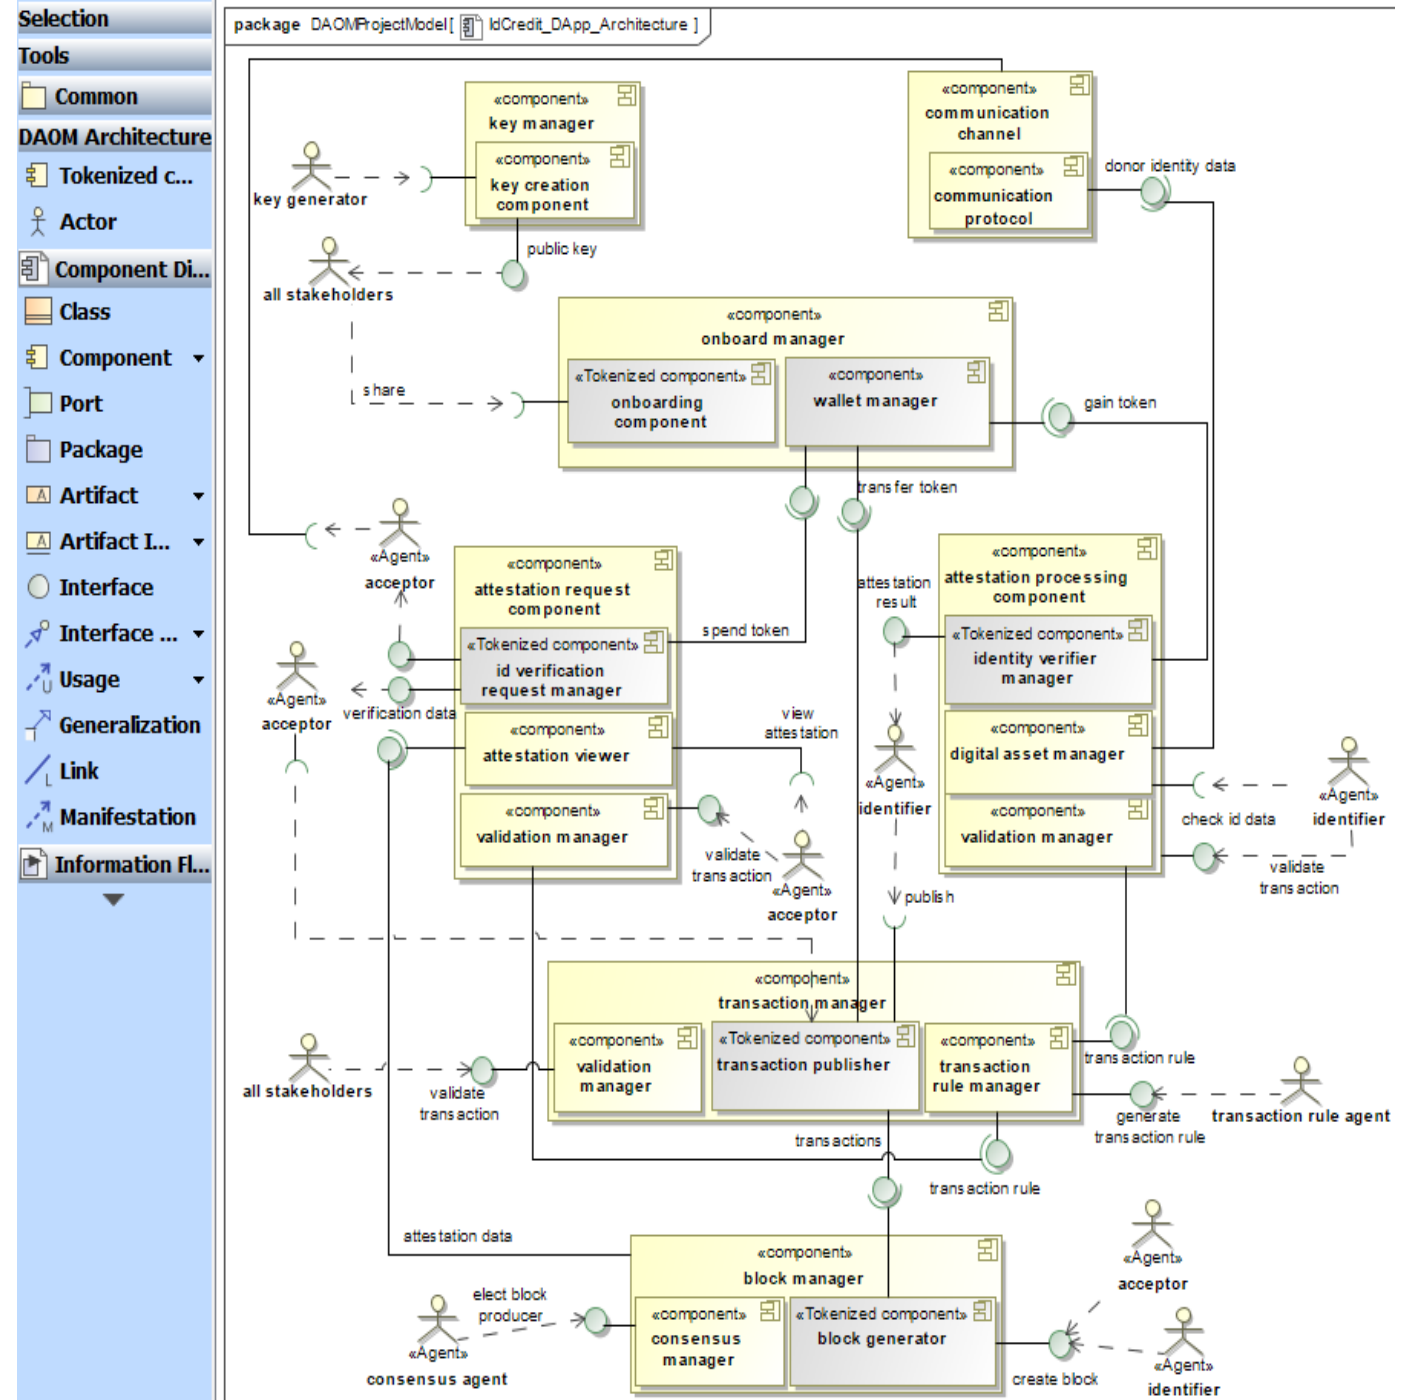 Selection
Tools
Common
DAOM Architecture
Tokenized c...
Actor
Component Di...
Class
Component
Port
Package
Artifact
Artifact I...
Interface
Interface ...
Usage
Generalization
Link
Manifestation
Information Fl...
package DAOMProjectModel[ IdCredit_DApp_Architecture ]
«component»
key manager
«component»
key creation
component
key generator
public key
all stakeholders
share
«component»
communication
channel
«component»
communication
protocol
donor identity data
«component»
onboard manager
«Tokenized component»
onboarding
component
«component»
wallet manager
gain token
transfer token
«Agent»
acceptor
«component»
attestation request
component
«Tokenized component»
id verification
request manager
spend token
«Agent»
acceptor
verification data
«component»
attestation viewer
view
attestation
«component»
validation manager
validate
transaction
«Agent»
acceptor
attestation
result
«Agent»
identifier
publish
«component»
attestation processing
component
«Tokenized component»
identity verifier
manager
«component»
digital asset manager
«component»
validation manager
check id data
«Agent»
identifier
validate
transaction
«component»
transaction manager
«component»
validation
manager
«Tokenized component»
transaction publisher
«component»
transaction
rule manager
all stakeholders
validate
transaction
transaction rule
generate
transaction rule
transaction rule agent
transactions
transaction rule
attestation data
«component»
block manager
«component»
consensus
manager
«Tokenized component»
block generator
elect block
producer
«Agent»
consensus agent
«Agent»
acceptor
create block
«Agent»
identifier
L
U
M
A
A